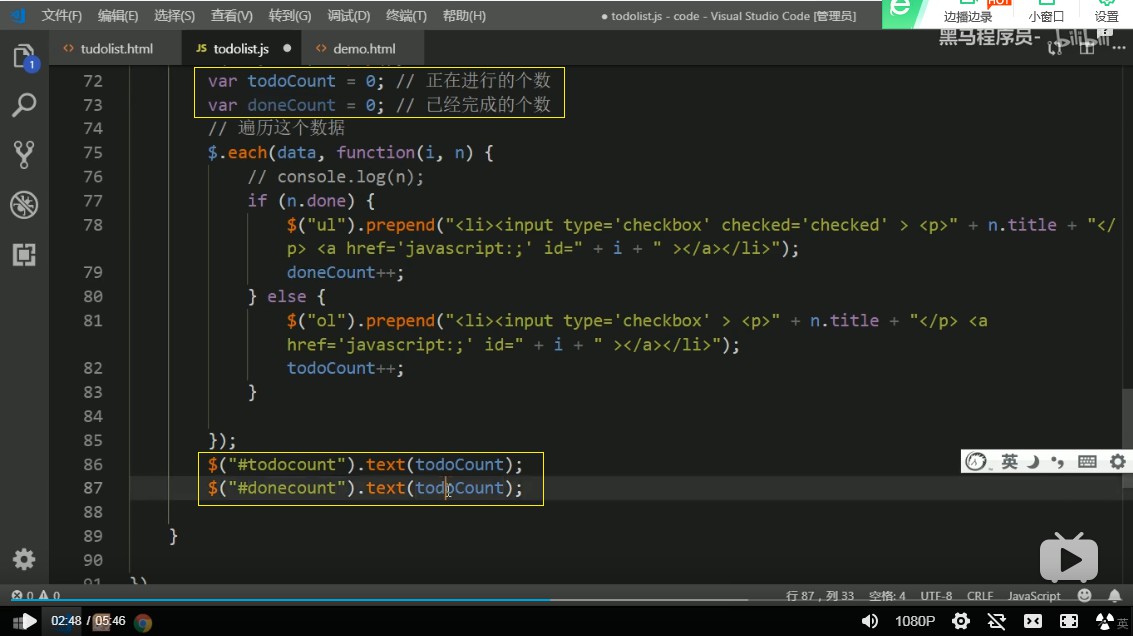 文件(F) 编辑(E) 选择(S) 查看(V) 转到(G) 调试(D) 终端(T) 帮助(H) ● todolist.js - code - Visual Studio Code [管理员]
HOT
边播边录 小窗口 设置
黑马程序员- bilibili
<> tudolist.html JS todolist.js ● <> demo.html
1
72 var todoCount = 0; // 正在进行的个数
73 var doneCount = 0; // 已经完成的个数
74 // 遍历这个数据
75 $.each(data, function(i, n) {
76 // console.log(n);
77 if (n.done) {
78 $("ul").prepend("<li><input type='checkbox' checked='checked' > <p>" + n.title + "</
p> <a href='javascript:;' id=" + i + " ></a></li>");
79 doneCount++;
80 } else {
81 $("ol").prepend("<li><input type='checkbox' > <p>" + n.title + "</p> <a
href='javascript:;' id=" + i + " ></a></li>");
82 todoCount++;
83 }
84
85 });
86 $("#todocount").text(todoCount);
英
87 $("#donecount").text(todoCount);
88
89 }
90
91 })
0 0 行 87，列 33 空格: 4 UTF-8 CRLF JavaScript
02:48 / 05:46 1080P 英